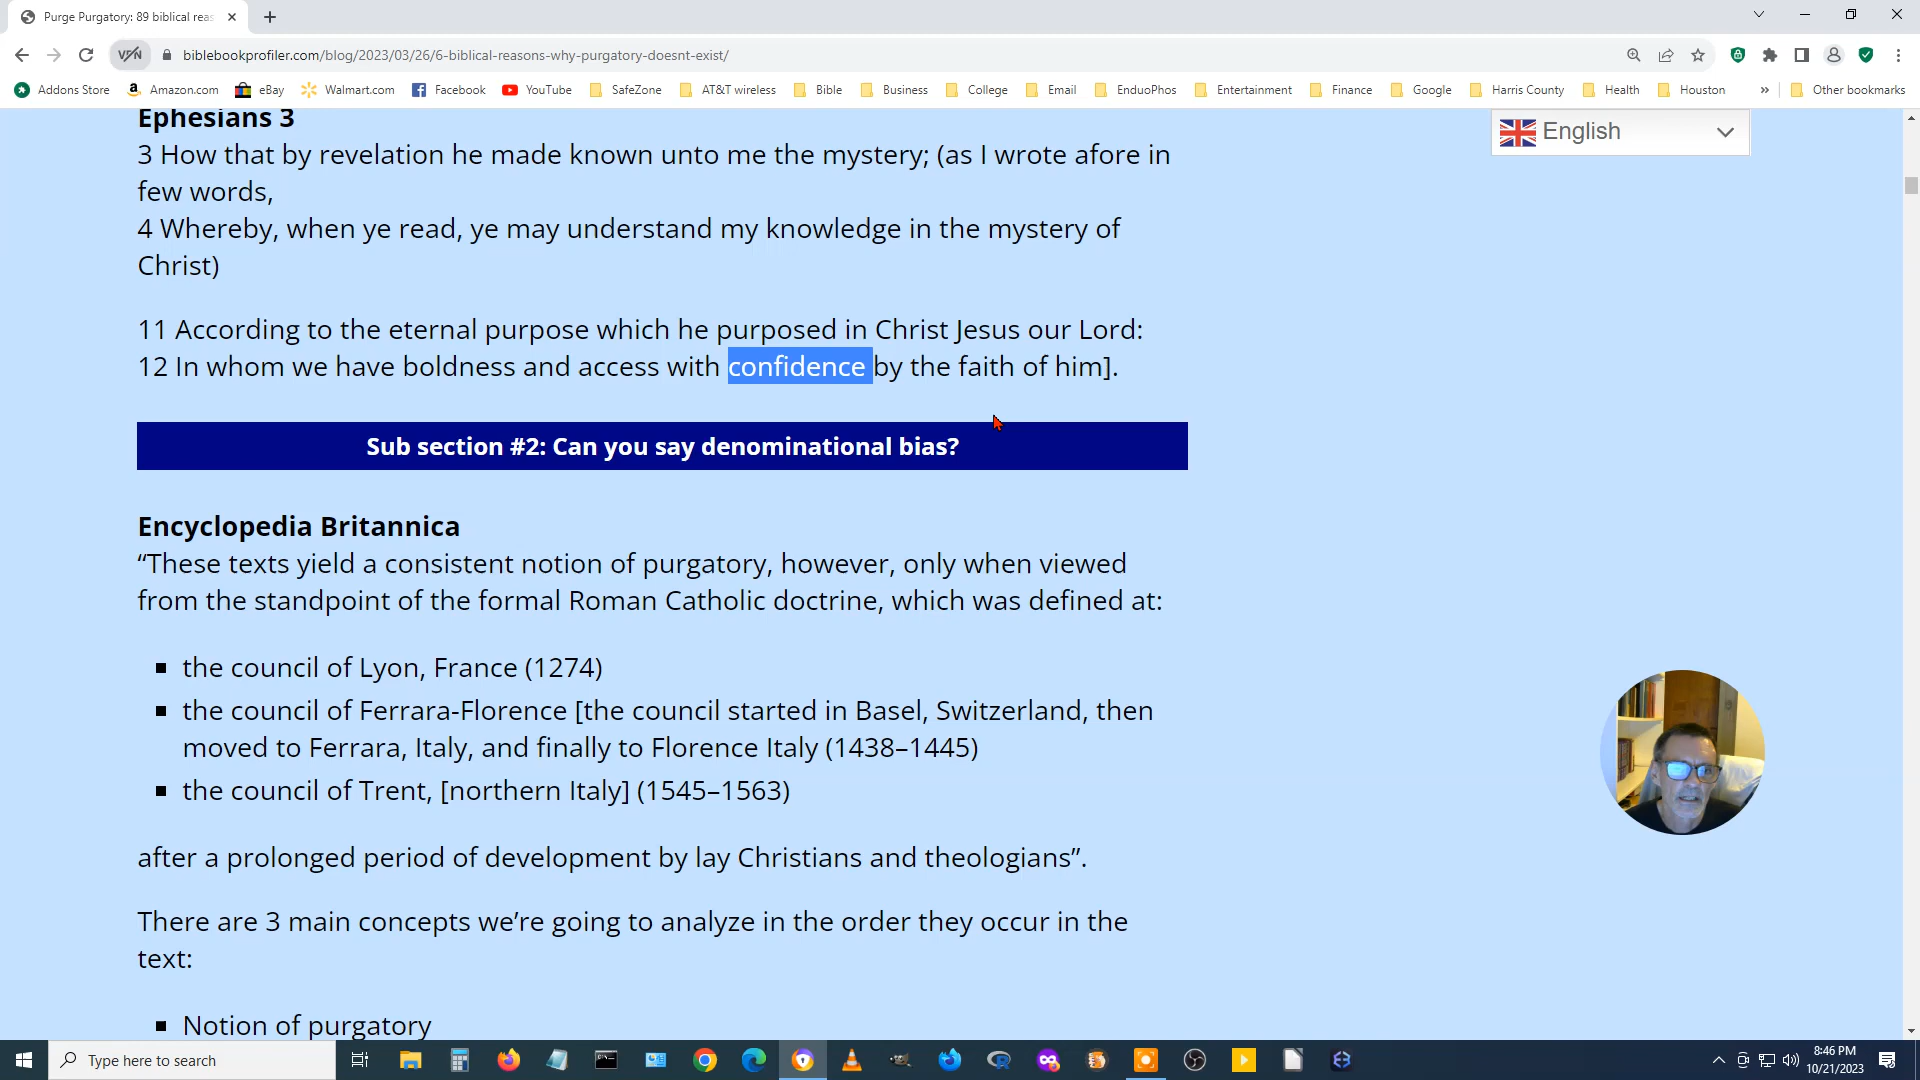 Purge Purgatory: 89 biblical reas
VPN
biblebookprofiler.com/blog/2023/03/26/6-biblical-reasons-why-purgatory-doesnt-exist/
Addons Store Amazon.com eBay Walmart.com Facebook YouTube SafeZone AT&T wireless Bible Business College Email EnduoPhos Entertainment Finance Google Harris County Health Houston » Other bookmarks
Ephesians 3
English
3 How that by revelation he made known unto me the mystery; (as I wrote afore in
few words,
4 Whereby, when ye read, ye may understand my knowledge in the mystery of
Christ)
11 According to the eternal purpose which he purposed in Christ Jesus our Lord:
12 In whom we have boldness and access with confidence by the faith of him].
Sub section #2: Can you say denominational bias?
Encyclopedia Britannica
“These texts yield a consistent notion of purgatory, however, only when viewed
from the standpoint of the formal Roman Catholic doctrine, which was defined at:
▪ the council of Lyon, France (1274)
▪ the council of Ferrara-Florence [the council started in Basel, Switzerland, then
moved to Ferrara, Italy, and finally to Florence Italy (1438–1445)
▪ the council of Trent, [northern Italy] (1545–1563)
after a prolonged period of development by lay Christians and theologians”.
There are 3 main concepts we’re going to analyze in the order they occur in the
text:
▪ Notion of purgatory
Type here to search
8:46 PM
10/21/2023